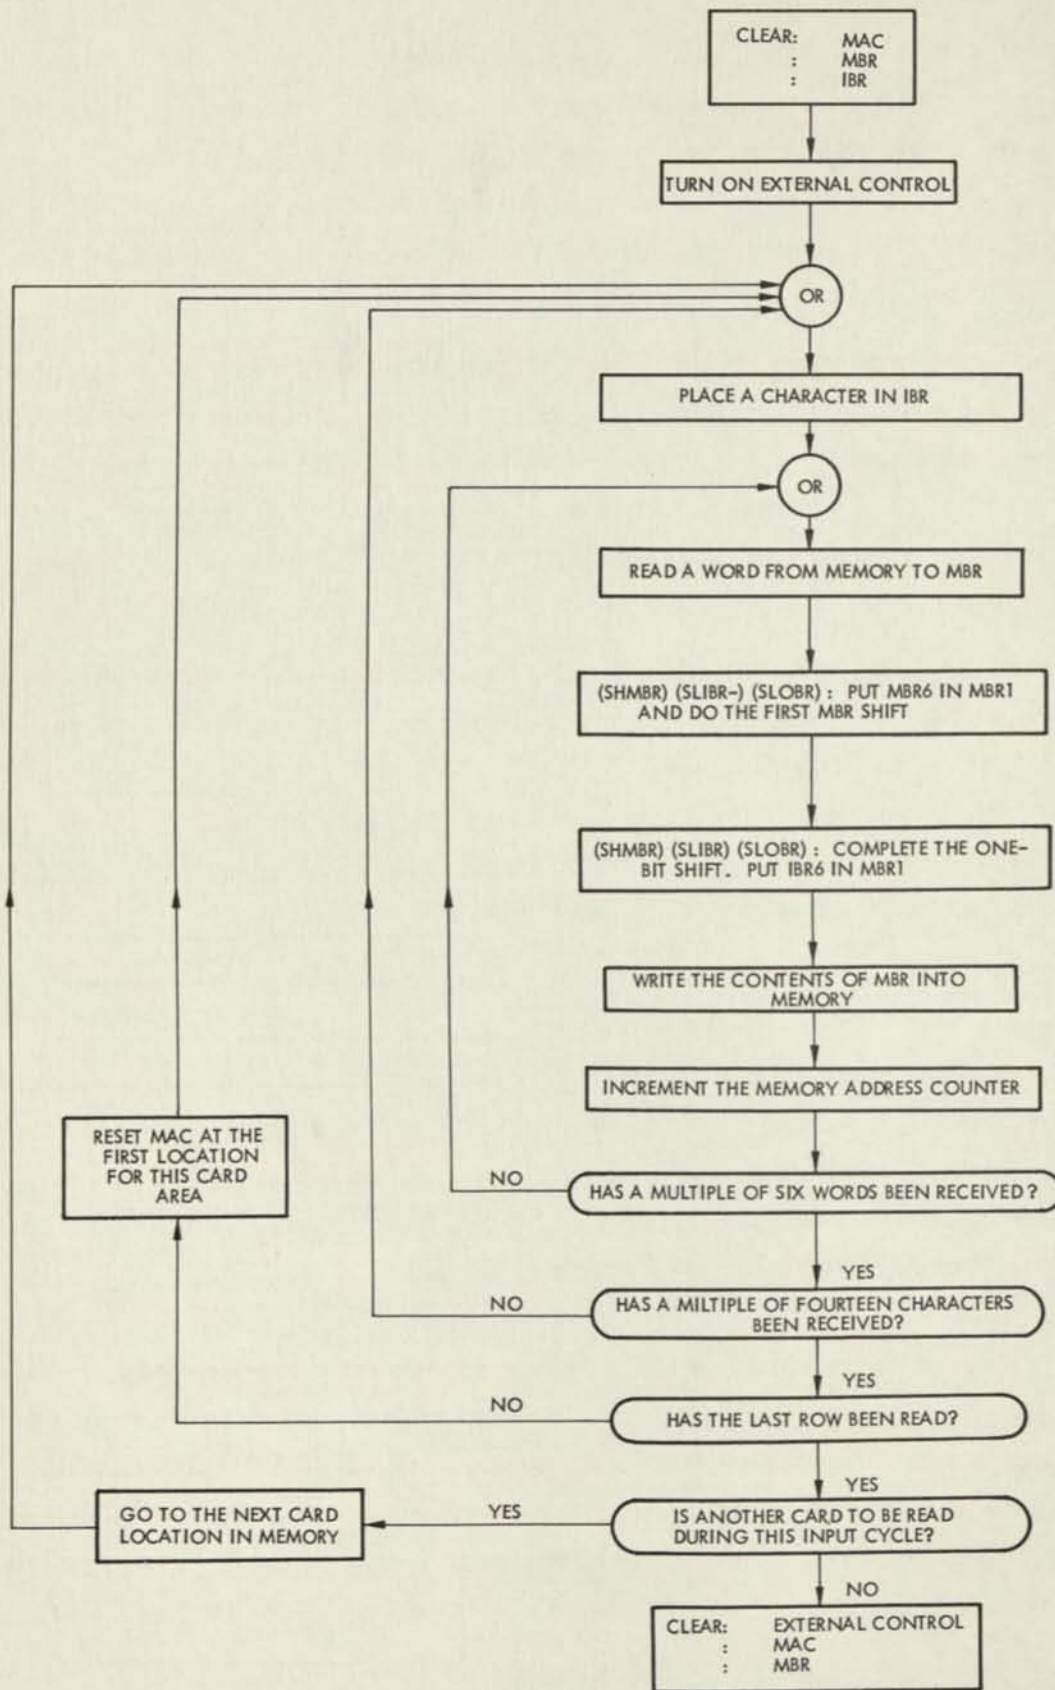 CLEAR: MAC
: MBR
: IBR
TURN ON EXTERNAL CONTROL
OR
PLACE A CHARACTER IN IBR
OR
READ A WORD FROM MEMORY TO MBR
(SHMBR) (SLIBR-) (SLOBR) : PUT MBR6 IN MBR1
AND DO THE FIRST MBR SHIFT
(SHMBR) (SLIBR) (SLOBR) : COMPLETE THE ONE-
BIT SHIFT. PUT IBR6 IN MBR1
WRITE THE CONTENTS OF MBR INTO
MEMORY
INCREMENT THE MEMORY ADDRESS COUNTER
RESET MAC AT THE
FIRST LOCATION
FOR THIS CARD
AREA
NO
HAS A MULTIPLE OF SIX WORDS BEEN RECEIVED?
YES
NO
HAS A MILTIPLE OF FOURTEEN CHARACTERS
BEEN RECEIVED?
YES
NO
HAS THE LAST ROW BEEN READ?
YES
GO TO THE NEXT CARD
LOCATION IN MEMORY
YES
IS ANOTHER CARD TO BE READ
DURING THIS INPUT CYCLE?
NO
CLEAR: EXTERNAL CONTROL
: MAC
: MBR